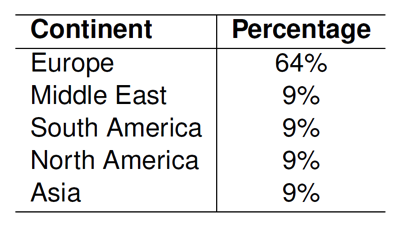 Continent Percentage
Europe 64%
Middle East 9%
South America 9%
North America 9%
Asia 9%